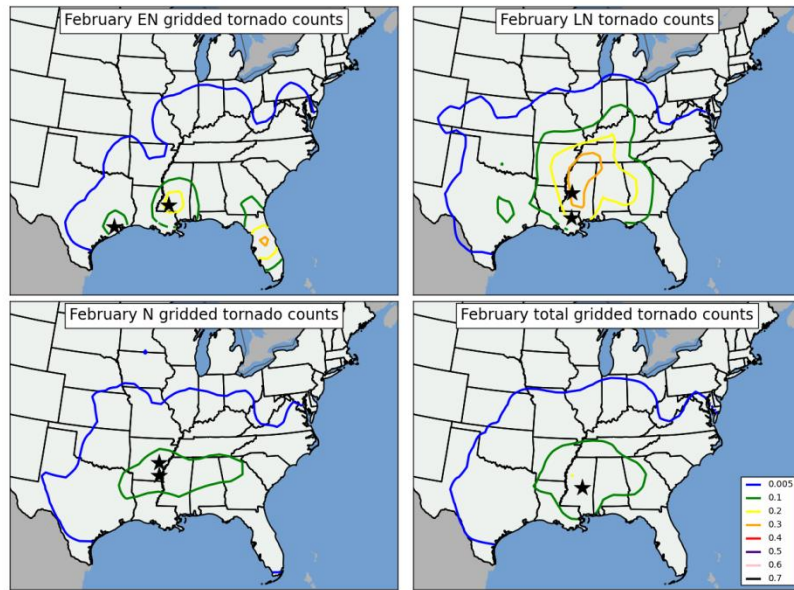 February EN gridded tornado counts
February LN tornado counts
February N gridded tornado counts
February total gridded tornado counts
0.005
0.1
0.2
0.3
0.4
0.5
0.6
0.7